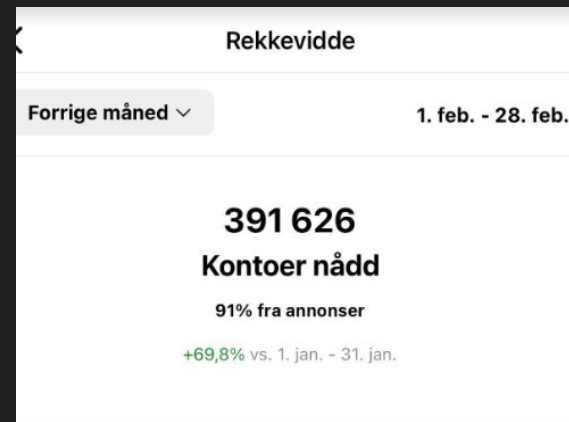 Rekkevidde
Forrige måned
1. feb. - 28. feb.
391 626
Kontoer nådd
91% fra annonser
+69,8% vs. 1. jan. - 31. jan.